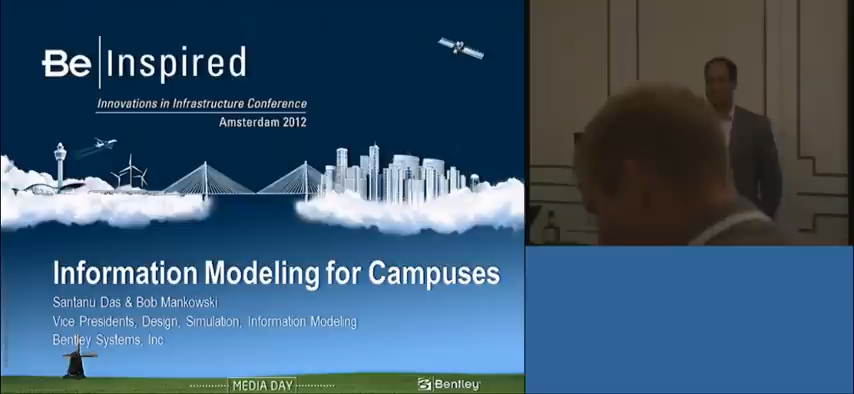 Be Inspired
Innovations in Infrastructure Conference
Amsterdam 2012
Information Modeling for Campuses
Santanu Das & Bob Mankowski
Vice Presidents, Design, Simulation, Information Modeling
Bentley Systems, Inc.
MEDIA DAY
Bentley